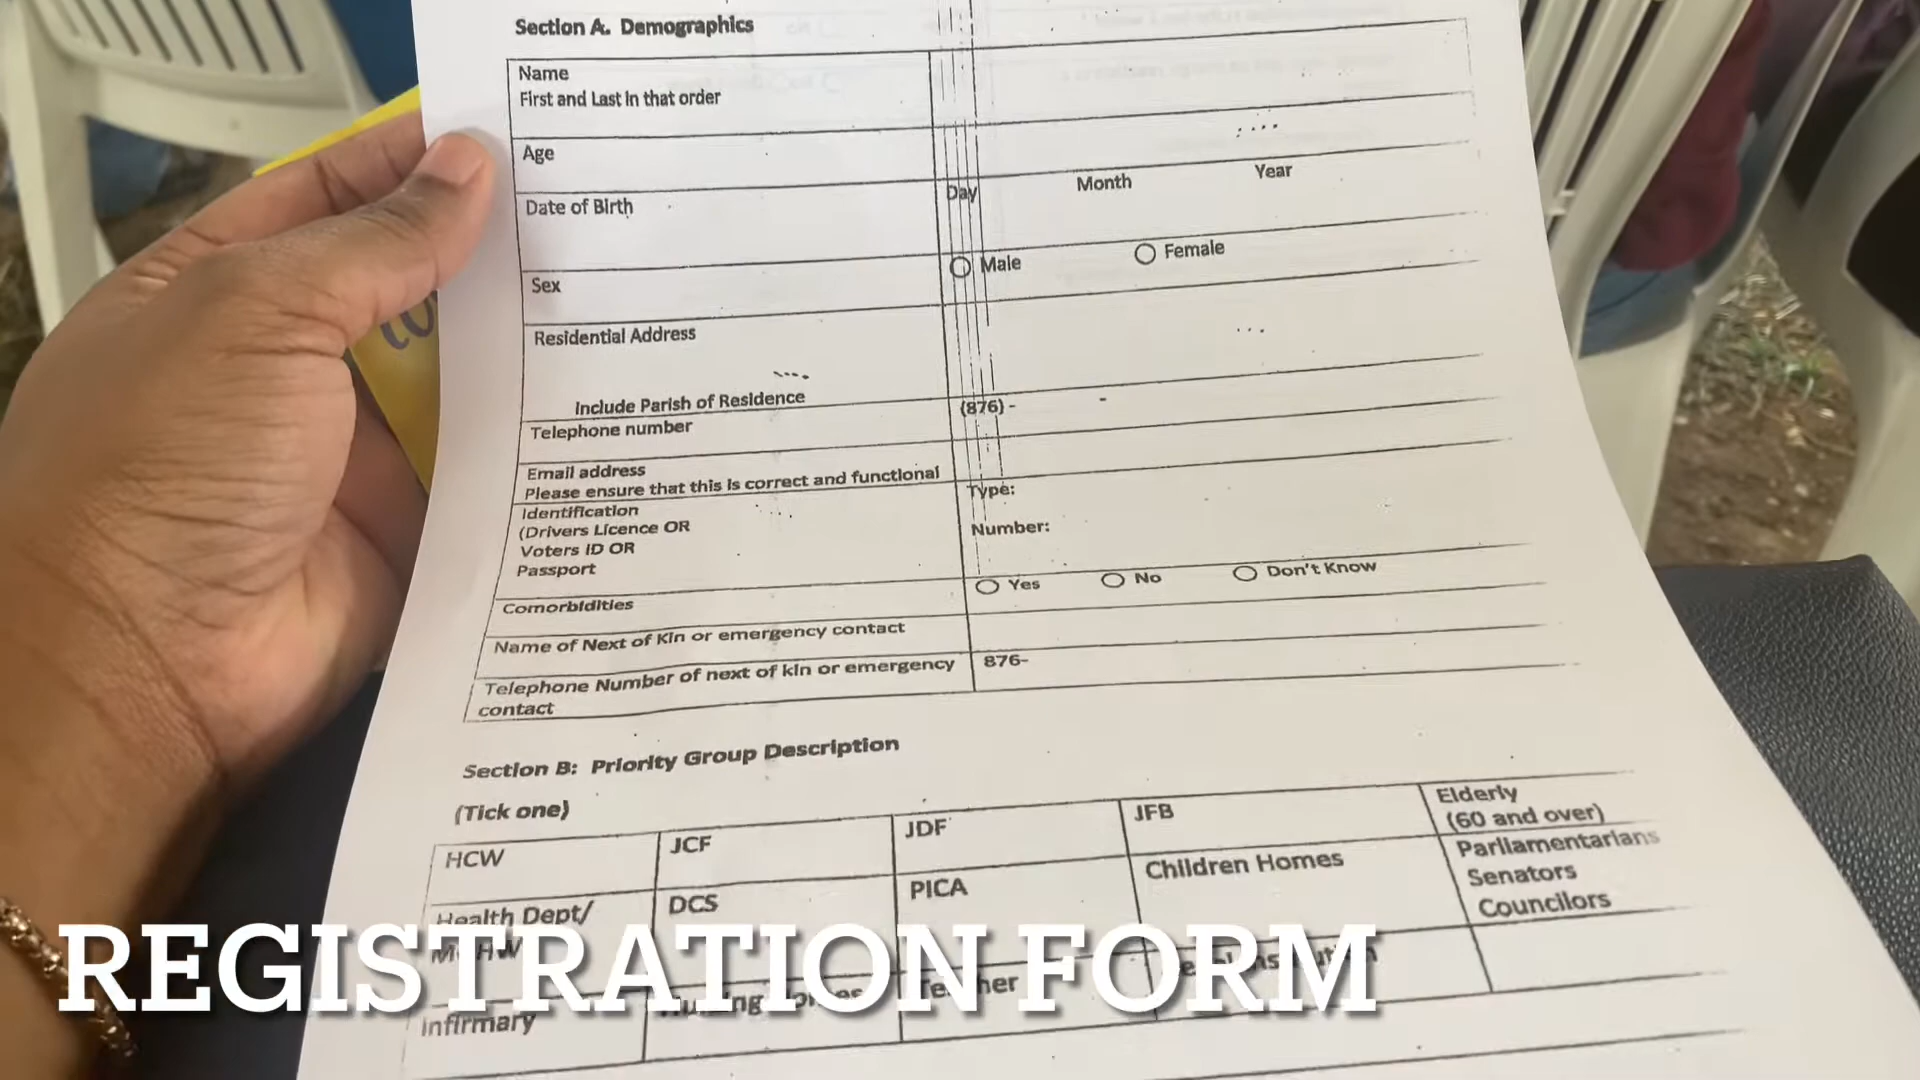 Section A. Demographics
Name
First and Last in that order
Age
Date of Birth
Day Month Year
Sex
Male Female
Residential Address
Include Parish of Residence
Telephone number
(876) - -
Email address
Please ensure that this is correct and functional
Identification
(Drivers Licence OR
Voters ID OR
Passport
Type:
Number:
Comorbidities
Yes No Don't Know
Name of Next of Kin or emergency contact
Telephone Number of next of kin or emergency
contact
876-
Section B: Priority Group Description
(Tick one)
HCW JCF JDF JFB Elderly
(60 and over)
Health Dept/
DCS PICA Children Homes Parliamentarians
Senators
Councilors
Infirmary
REGISTRATION FORM